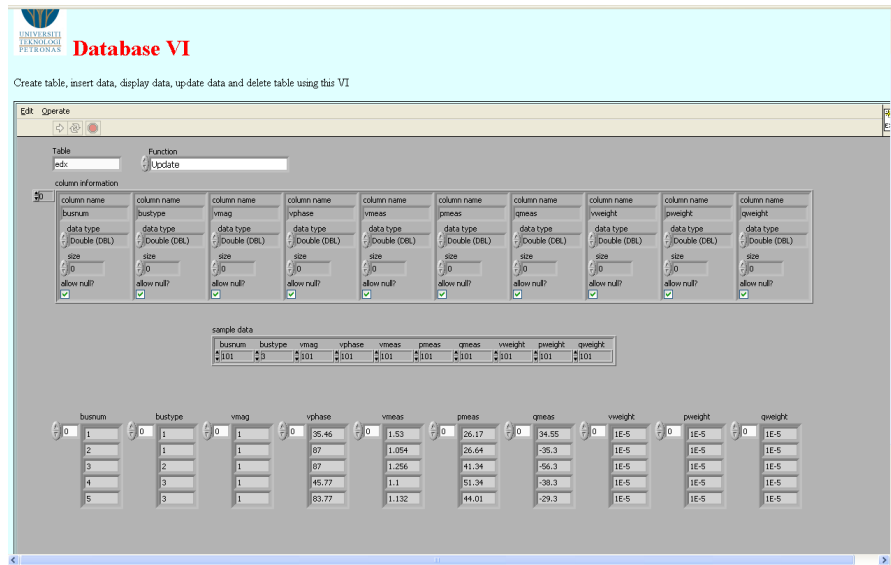 UNIVERSITI
TEKNOLOGI
PETRONAS
Database VI
Create table, insert data, display data, update data and delete table using this VI
Edit Operate
Table Function
edx Update
column information
0
column name column name column name column name column name column name column name column name column name column name
busnum bustype vmag vphase vmeas pmeas qmeas vweight pweight qweight
data type data type data type data type data type data type data type data type data type data type
Double (DBL) Double (DBL) Double (DBL) Double (DBL) Double (DBL) Double (DBL) Double (DBL) Double (DBL) Double (DBL) Double (DBL)
size size size size size size size size size size
0 0 0 0 0 0 0 0 0 0
allow null? allow null? allow null? allow null? allow null? allow null? allow null? allow null? allow null? allow null?
sample data
busnum bustype vmag vphase vmeas pmeas qmeas vweight pweight qweight
101 3 101 101 101 101 101 101 101 101
busnum bustype vmag vphase vmeas pmeas qmeas vweight pweight qweight
0 1 0 1 0 1 0 35.46 0 1.53 0 26.17 0 34.55 0 1E-5 0 1E-5 0 1E-5
2 1 1 87 1.054 26.64 -35.3 1E-5 1E-5 1E-5
3 2 1 87 1.256 41.34 -56.3 1E-5 1E-5 1E-5
4 3 1 45.77 1.1 51.34 -38.3 1E-5 1E-5 1E-5
5 3 1 83.77 1.132 44.01 -29.3 1E-5 1E-5 1E-5